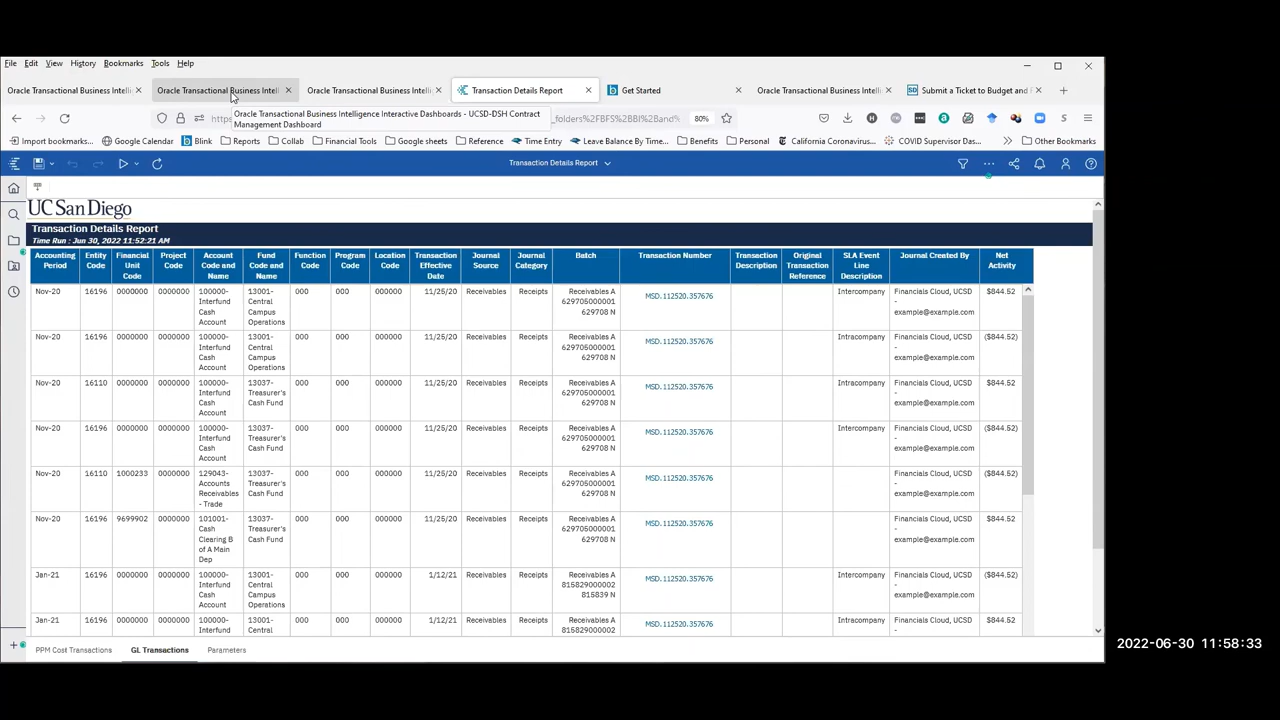 File Edit View History Bookmarks Tools Help
Oracle Transactional Business Intelli
Oracle Transactional Business Intelli
Oracle Transactional Business Intelli
Transaction Details Report
Get Started
Oracle Transactional Business Intelli
Submit a Ticket to Budget and
Oracle Transactional Business Intelligence Interactive Dashboards - UCSD-DSH Contract
Management Dashboard
https
_folders%2FBFS%2BI%2Band%
80%
Import bookmarks... Google Calendar Blink Reports Collab Financial Tools Google sheets Reference Time Entry Leave Balance By Time... Benefits Personal California Coronavirus... COVID Supervisor Das... Other Bookmarks
Transaction Details Report
UC San Diego
Transaction Details Report
Time Run : Jun 30, 2022 11:52:21 AM
Accounting Period Entity Code Financial Unit Code Project Code Account Code and Name Fund Code and Name Function Code Program Code Location Code Transaction Effective Date Journal Source Journal Category Batch Transaction Number Transaction Description Original Transaction Reference SLA Event Line Description Journal Created By Net Activity
Nov-20 16196 0000000 0000000 100000-Interfund Cash Account 13001-Central Campus Operations 000 000 000000 11/25/20 Receivables Receipts Receivables A 629705000001 629708 N MSD.112520.357676 Intercompany Financials Cloud, UCSD - example@example.com $844.52
Nov-20 16196 0000000 0000000 100000-Interfund Cash Account 13001-Central Campus Operations 000 000 000000 11/25/20 Receivables Receipts Receivables A 629705000001 629708 N MSD.112520.357676 Intracompany Financials Cloud, UCSD - example@example.com ($844.52)
Nov-20 16110 0000000 0000000 100000-Interfund Cash Account 13037-Treasurer's Cash Fund 000 000 000000 11/25/20 Receivables Receipts Receivables A 629705000001 629708 N MSD.112520.357676 Intracompany Financials Cloud, UCSD - example@example.com $844.52
Nov-20 16196 0000000 0000000 100000-Interfund Cash Account 13037-Treasurer's Cash Fund 000 000 000000 11/25/20 Receivables Receipts Receivables A 629705000001 629708 N MSD.112520.357676 Intercompany Financials Cloud, UCSD - example@example.com ($844.52)
Nov-20 16110 1000233 0000000 129043-Accounts Receivables - Trade 13037-Treasurer's Cash Fund 000 000 000000 11/25/20 Receivables Receipts Receivables A 629705000001 629708 N MSD.112520.357676 Financials Cloud, UCSD - example@example.com ($844.52)
Nov-20 16196 9699902 0000000 101001-Cash Clearing B of A Main Dep 13037-Treasurer's Cash Fund 000 000 000000 11/25/20 Receivables Receipts Receivables A 629705000001 629708 N MSD.112520.357676 Financials Cloud, UCSD - example@example.com $844.52
Jan-21 16196 0000000 0000000 100000-Interfund Cash Account 13001-Central Campus Operations 000 000 000000 1/12/21 Receivables Receipts Receivables A 815829000002 815839 N MSD.112520.357676 Intercompany Financials Cloud, UCSD - example@example.com ($844.52)
Jan-21 16196 0000000 0000000 100000-Interfund 13001-Central 000 000 000000 1/12/21 Receivables Receipts Receivables A 815829000002 MSD.112520.357676 Intracompany Financials Cloud, UCSD - $844.52
PPM Cost Transactions GL Transactions Parameters
2022-06-30 11:58:33